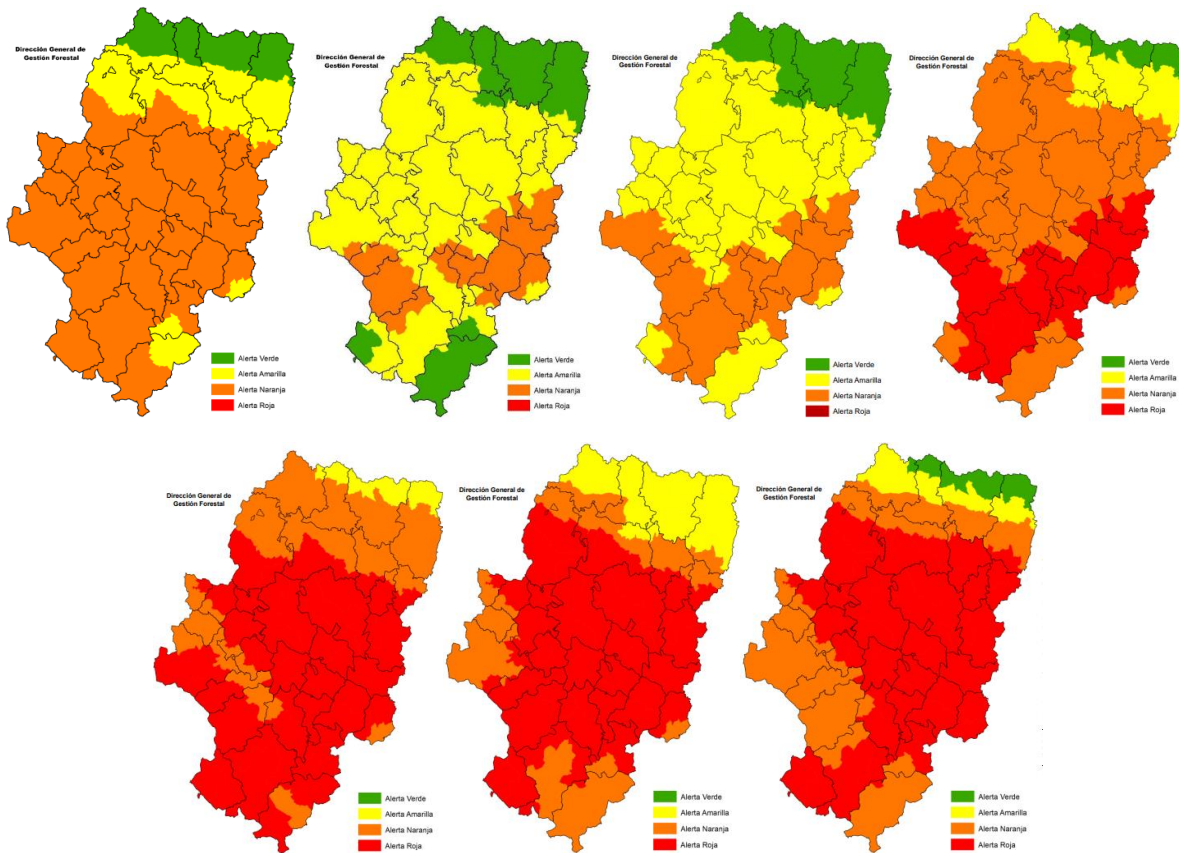 Dirección General de
Gestión Forestal
Alerta Verde
Alerta Amarilla
Alerta Naranja
Alerta Roja
Dirección General de
Gestión Forestal
Alerta Verde
Alerta Amarilla
Alerta Naranja
Alerta Roja
Dirección General de
Gestión Forestal
Alerta Verde
Alerta Amarilla
Alerta Naranja
Alerta Roja
Dirección General de
Gestión Forestal
Alerta Verde
Alerta Amarilla
Alerta Naranja
Alerta Roja
Dirección General de
Gestión Forestal
Alerta Verde
Alerta Amarilla
Alerta Naranja
Alerta Roja
Dirección General de
Gestión Forestal
Alerta Verde
Alerta Amarilla
Alerta Naranja
Alerta Roja
Dirección General de
Gestión Forestal
Alerta Verde
Alerta Amarilla
Alerta Naranja
Alerta Roja